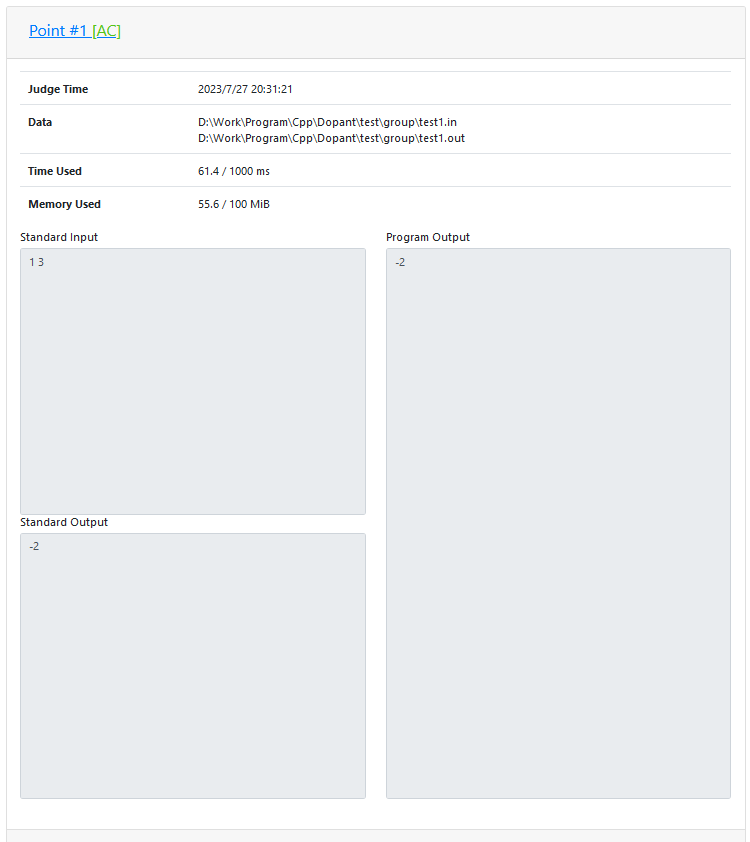 Point #1 [AC]
Judge Time 2023/7/27 20:31:21
Data D:\Work\Program\Cpp\Dopant\test\group\test1.in
D:\Work\Program\Cpp\Dopant\test\group\test1.out
Time Used 61.4 / 1000 ms
Memory Used 55.6 / 100 MiB
Standard Input
1 3
Standard Output
-2
Program Output
-2